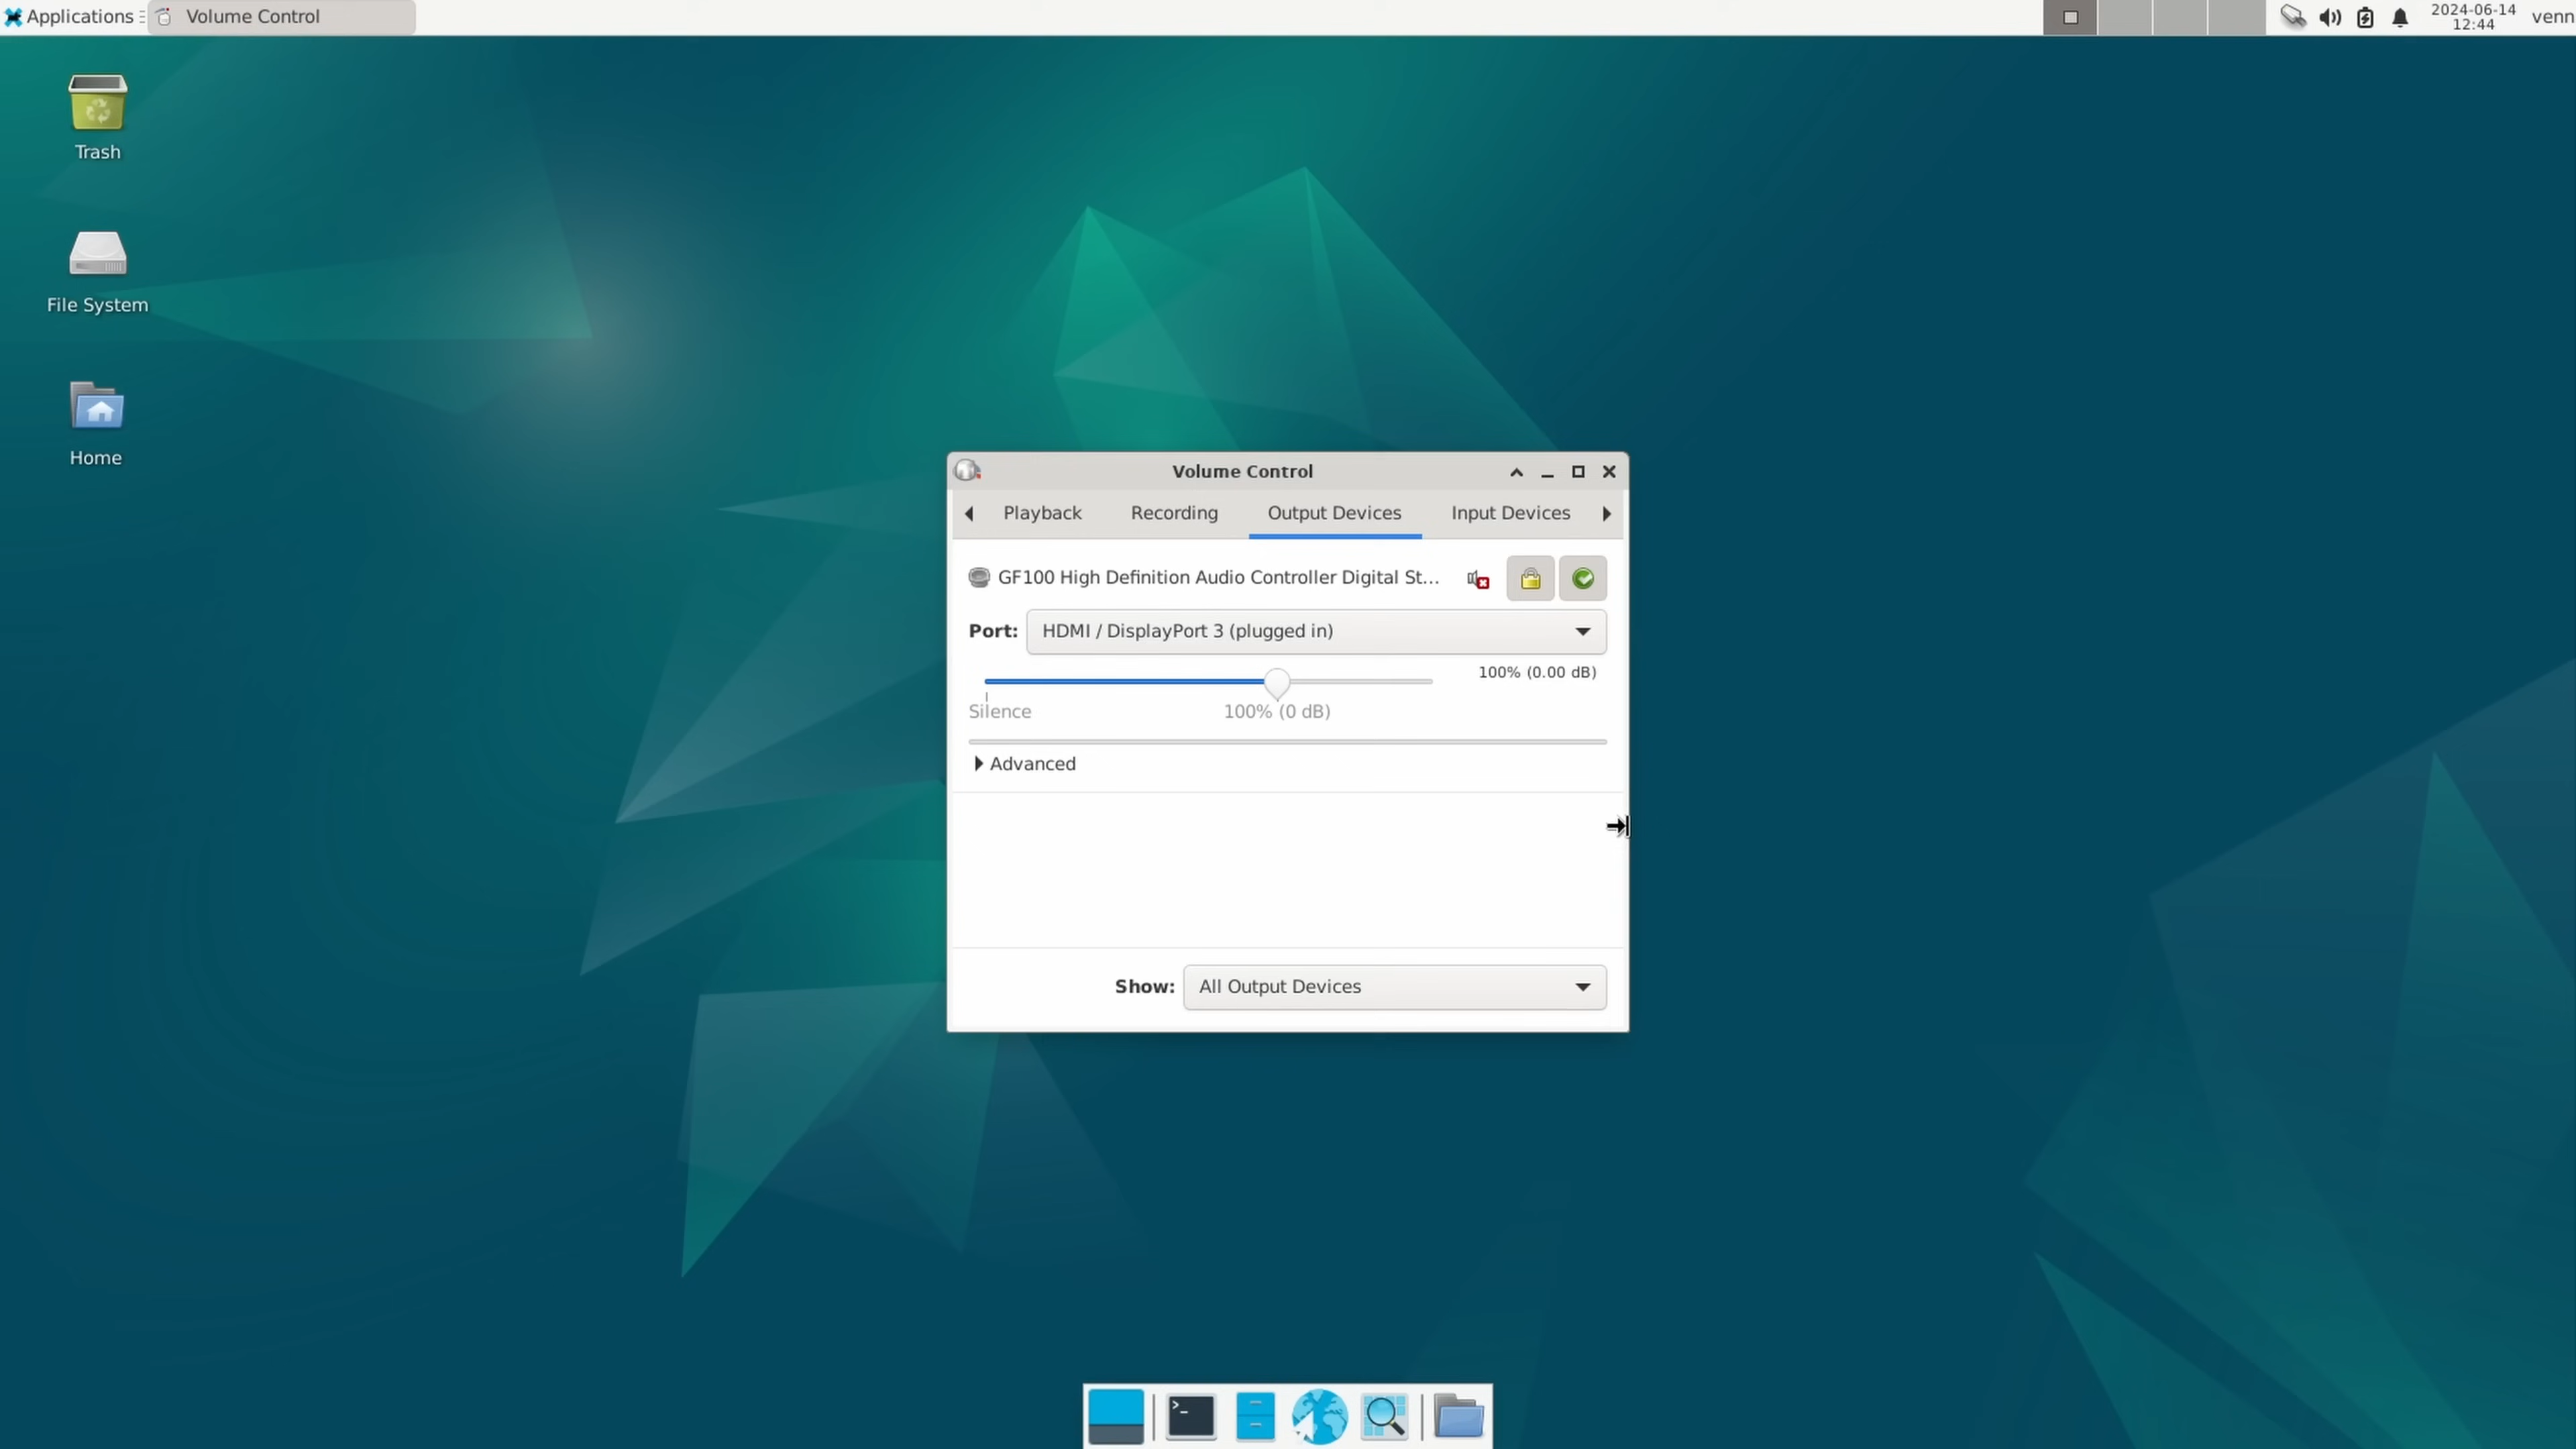 Applications
Volume Control
2024-06-14
12:44
venn
Trash
File System
Home
Volume Control
Playback
Recording
Output Devices
Input Devices
GF100 High Definition Audio Controller Digital St...
Port:
HDMI / DisplayPort 3 (plugged in)
100% (0.00 dB)
Silence
100% (0 dB)
Advanced
Show:
All Output Devices
>_